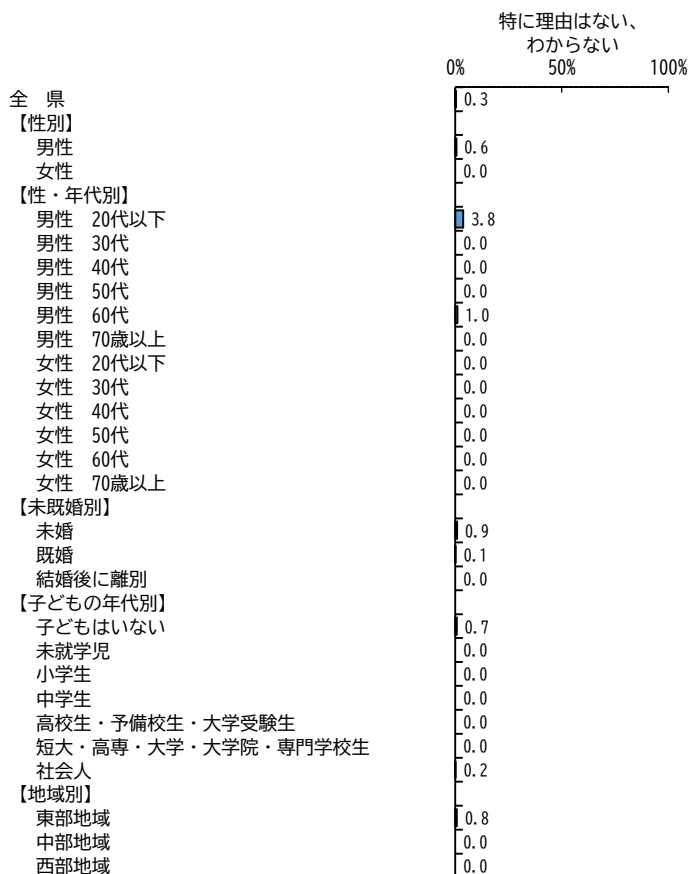 特に理由はない、
わからない
0% 50% 100%
全　県 0.3
【性別】
男性 0.6
女性 0.0
【性・年代別】
男性　20代以下 3.8
男性　30代 0.0
男性　40代 0.0
男性　50代 0.0
男性　60代 1.0
男性　70歳以上 0.0
女性　20代以下 0.0
女性　30代 0.0
女性　40代 0.0
女性　50代 0.0
女性　60代 0.0
女性　70歳以上 0.0
【未既婚別】
未婚 0.9
既婚 0.1
結婚後に離別 0.0
【子どもの年代別】
子どもはいない 0.7
未就学児 0.0
小学生 0.0
中学生 0.0
高校生・予備校生・大学受験生 0.0
短大・高専・大学・大学院・専門学校生 0.0
社会人 0.2
【地域別】
東部地域 0.8
中部地域 0.0
西部地域 0.0